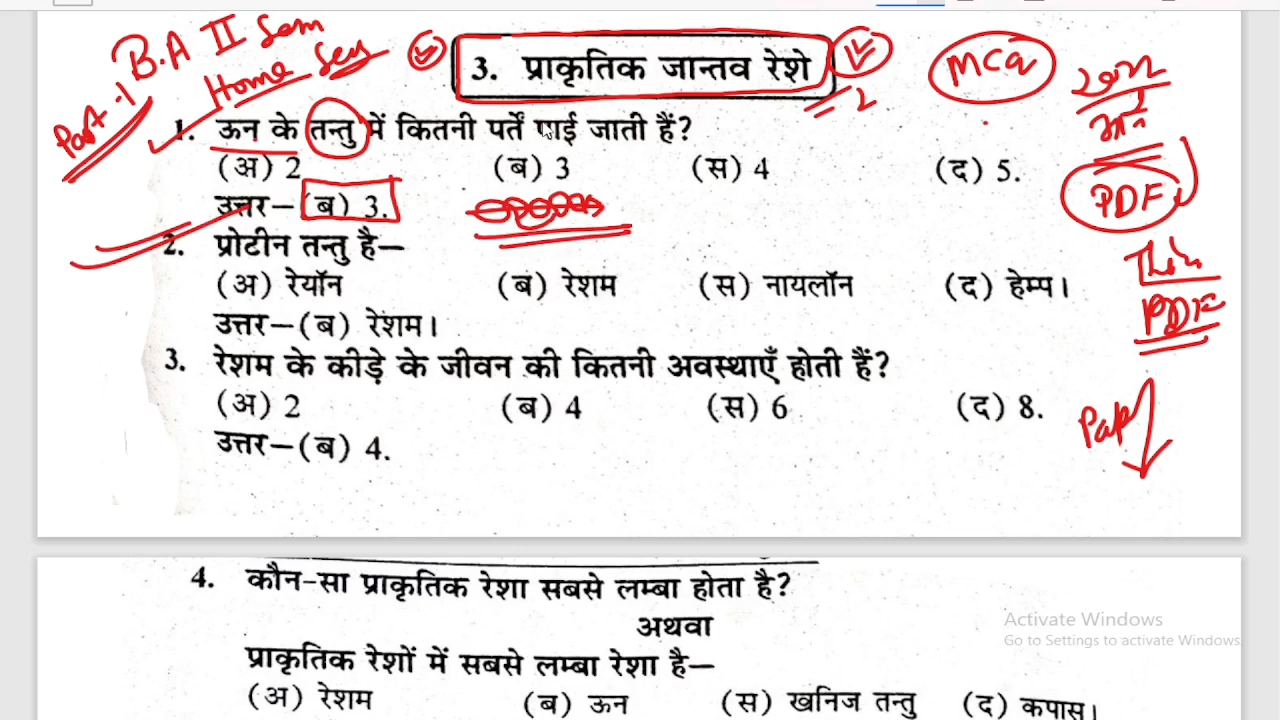 B.A II Sem
Home
Part-1
3. प्राकृतिक जान्तव रेशे
= 2
MCQ
1. ऊन के तन्तु में कितनी पर्तें पाई जाती हैं?
(अ) 2 (ब) 3 (स) 4 (द) 5.
उत्तर–(ब) 3.
PDF
2. प्रोटीन तन्तु है–
(अ) रेयॉन (ब) रेशम (स) नायलॉन (द) हेम्प।
उत्तर–(ब) रेशम।
PDF
3. रेशम के कीड़े के जीवन की कितनी अवस्थाएँ होती हैं?
(अ) 2 (ब) 4 (स) 6 (द) 8.
उत्तर–(ब) 4.
4. कौन-सा प्राकृतिक रेशा सबसे लम्बा होता है?
अथवा
प्राकृतिक रेशों में सबसे लम्बा रेशा है–
(अ) रेशम (ब) ऊन (स) खनिज तन्तु (द) कपास।
Activate Windows
Go to Settings to activate Windows.